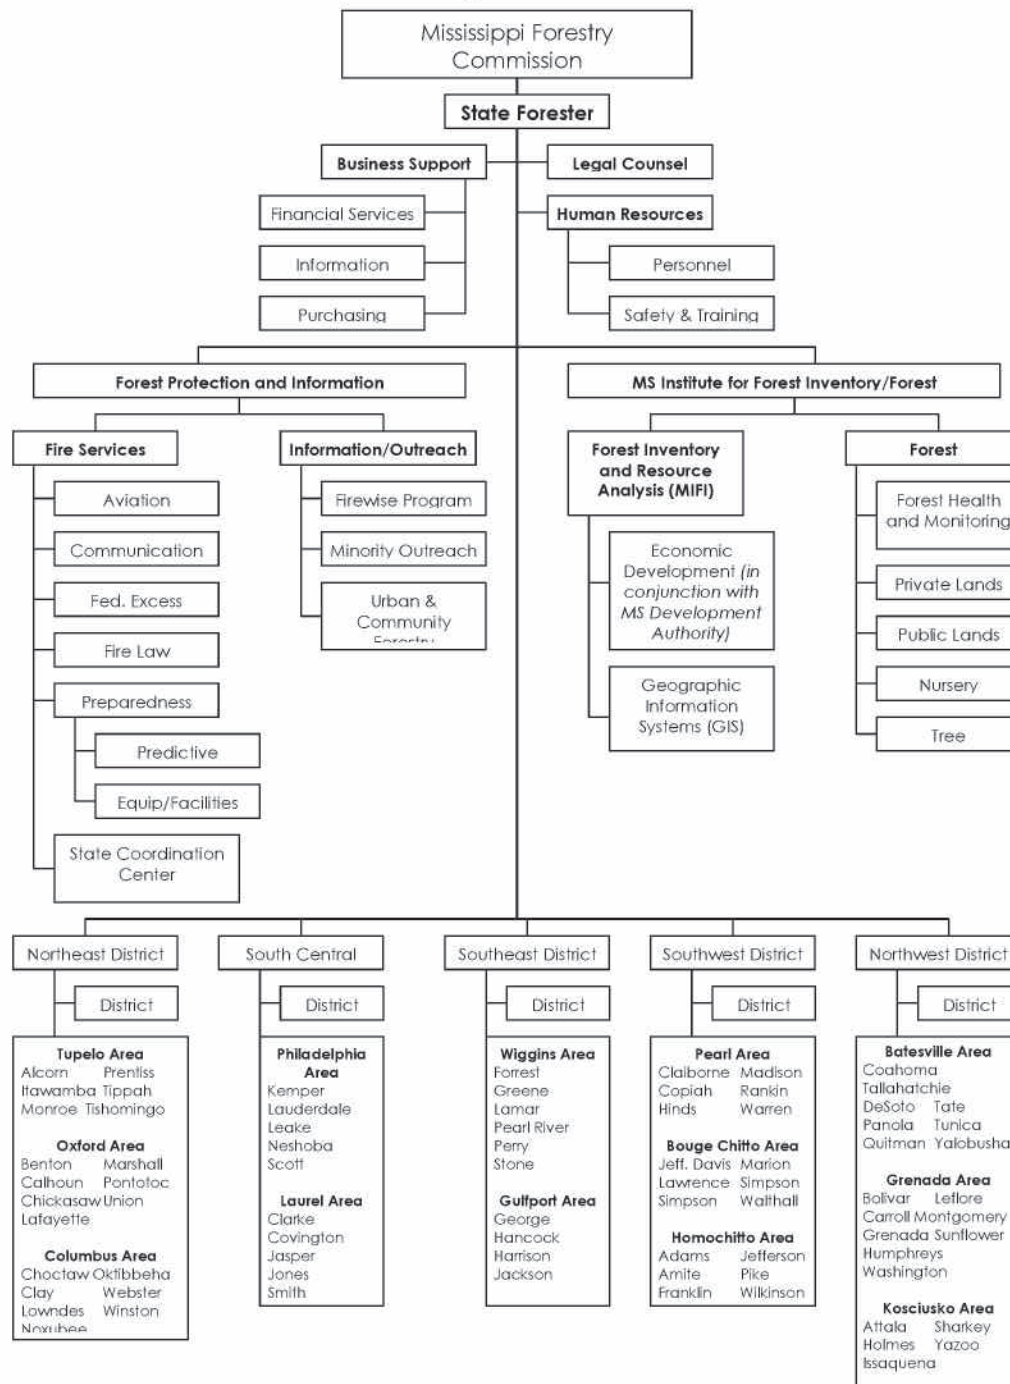 Mississippi Forestry
Commission
State Forester
Business Support
Legal Counsel
Financial Services
Human Resources
Information
Personnel
Purchasing
Safety & Training
Forest Protection and Information
MS Institute for Forest Inventory/Forest
Fire Services
Information/Outreach
Forest Inventory
and Resource
Analysis (MIFI)
Forest
Aviation
Communication
Fed. Excess
Fire Law
Preparedness
Predictive
Equip/Facilities
State Coordination
Center
Firewise Program
Minority Outreach
Urban &
Community
Forestry
Economic
Development (in
conjunction with
MS Development
Authority)
Geographic
Information
Systems (GIS)
Forest Health
and Monitoring
Private Lands
Public Lands
Nursery
Tree
Northeast District
District
Tupelo Area
Alcorn Prentiss
Itawamba Tippah
Monroe Tishomingo
Oxford Area
Benton Marshall
Calhoun Pontotoc
Chickasaw Union
Lafayette
Columbus Area
Choctaw Oktibbeha
Clay Webster
Lowndes Winston
Noxubee
South Central
District
Philadelphia
Area
Kemper
Lauderdale
Leake
Neshoba
Scott
Laurel Area
Clarke
Covington
Jasper
Jones
Smith
Southeast District
District
Wiggins Area
Forrest
Greene
Lamar
Pearl River
Perry
Stone
Gulfport Area
George
Hancock
Harrison
Jackson
Southwest District
District
Pearl Area
Claiborne Madison
Copiah Rankin
Hinds Warren
Bouge Chitto Area
Jeff. Davis Marion
Lawrence Simpson
Simpson Walthall
Homochitto Area
Adams Jefferson
Amite Pike
Franklin Wilkinson
Northwest District
District
Batesville Area
Coahoma
Tallahatchie
DeSoto Tate
Panola Tunica
Quitman Yalobusha
Grenada Area
Bolivar Leflore
Carroll Montgomery
Grenada Sunflower
Humphreys
Washington
Kosciusko Area
Attala Sharkey
Holmes Yazoo
Issaquena